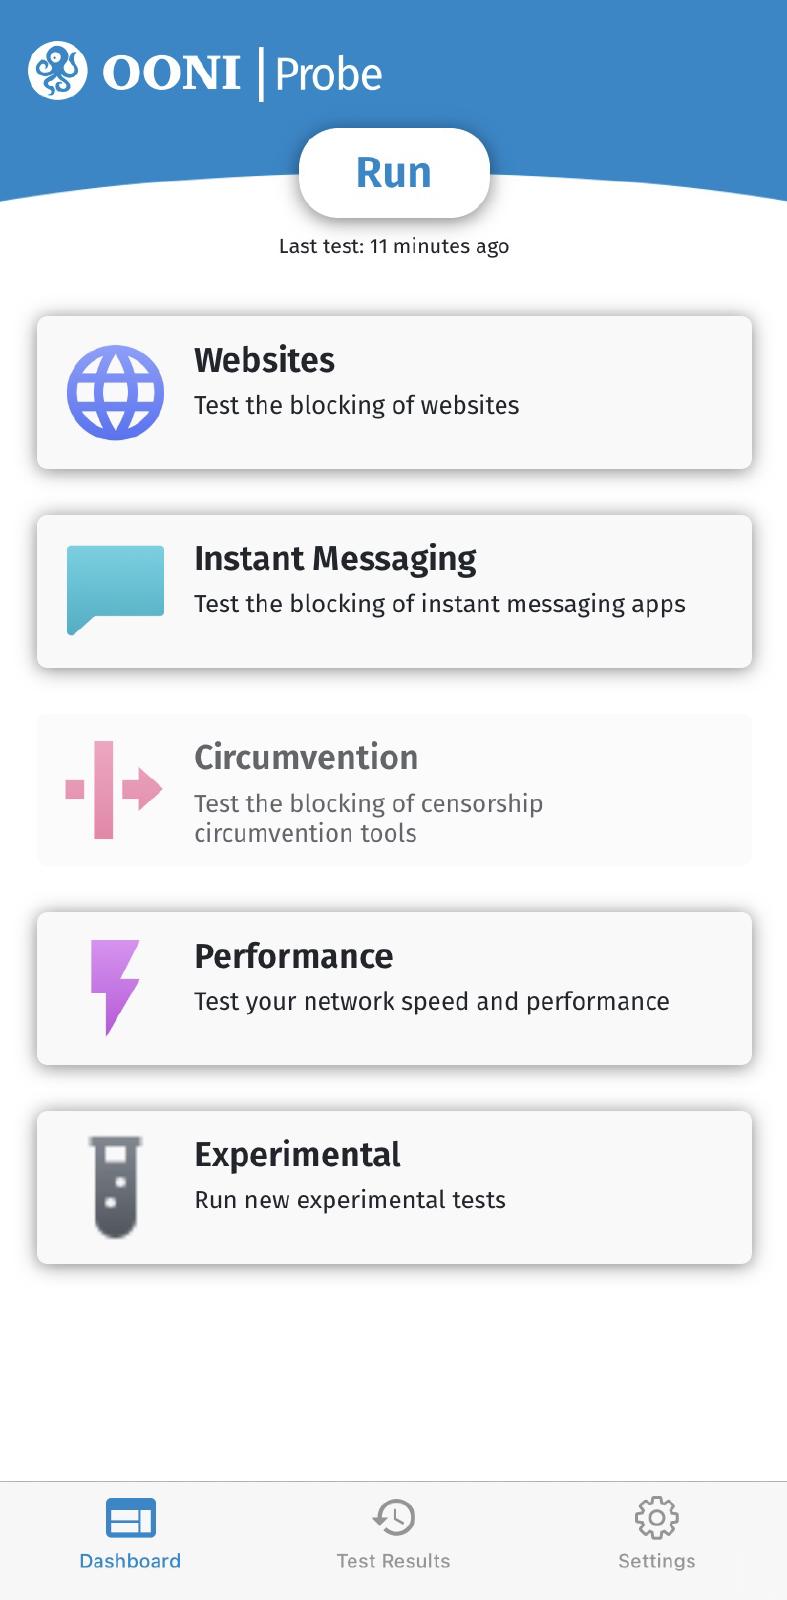 OONI | Probe
Run
Last test: 11 minutes ago
Websites
Test the blocking of websites
Instant Messaging
Test the blocking of instant messaging apps
Circumvention
Test the blocking of censorship
circumvention tools
Performance
Test your network speed and performance
Experimental
Run new experimental tests
Dashboard
Test Results
Settings